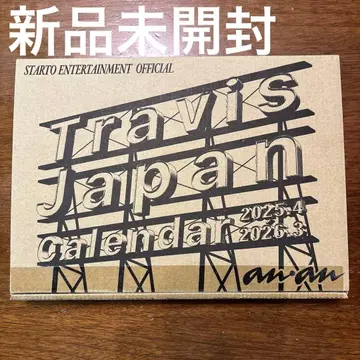 新品未開封
STARTO ENTERTAINMENT OFFICIAL
Travis
Japan
Calendar 2025.4
2026.3
an·an